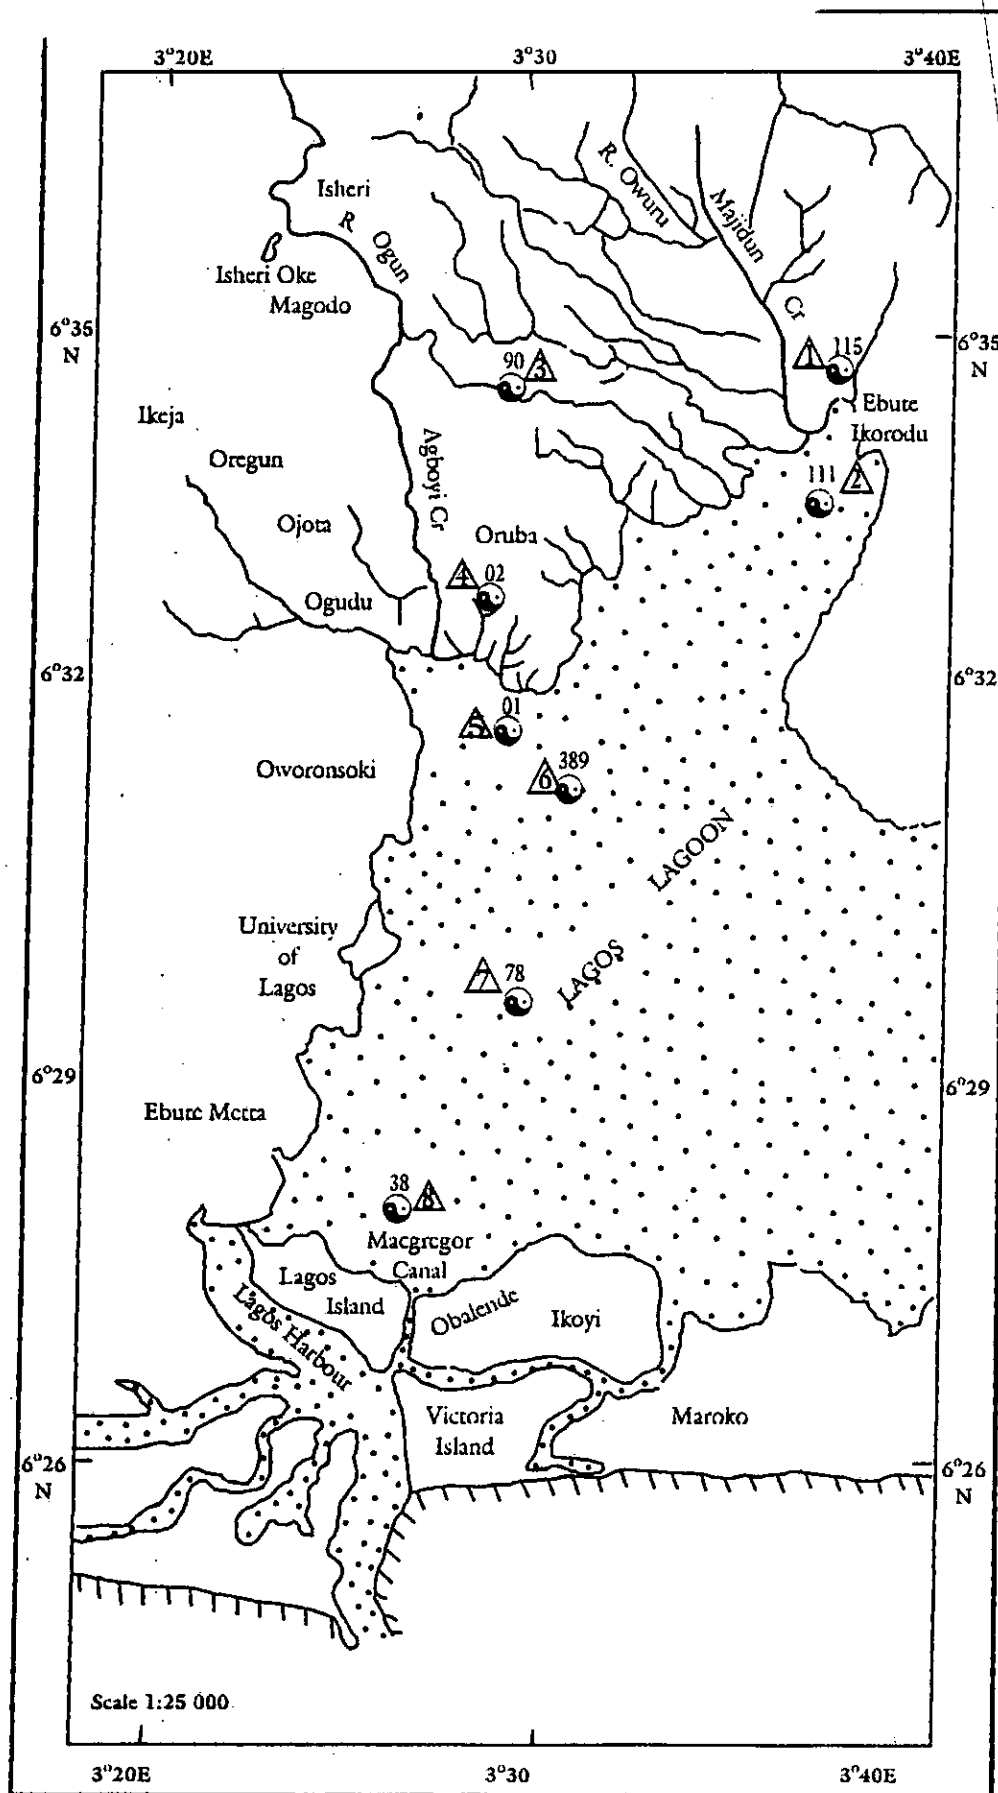 3°20E
3°30
3°40E
Isheri
R Ogun
R. Owuru
Majidun
Cr
Isheri Oke
Magodo
6°35
N
6°35
N
90
3
1
115
Ikeja
Ebute
Ikorodu
Oregun
Agboyi Cr
111
2
Ojota
Oruba
4
02
Ogudu
6°32
6°32
5
01
Oworonsoki
6
389
LAGOON
University
of
Lagos
LAGOS
7
78
6°29
6°29
Ebute Metta
38
8
Macgregor
Canal
Lagos
Island
Lagos Harbour
Obalende
Ikoyi
Victoria
Island
Maroko
6°26
N
6°26
N
Scale 1:25 000
3°20E
3°30
3°40E